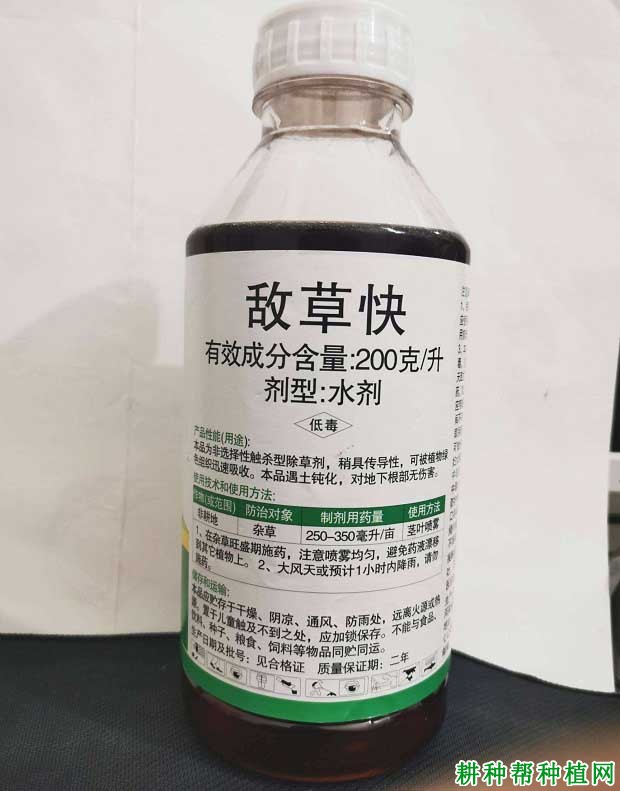 敌草快
有效成分含量:200克/升
剂型:水剂
低毒
产品性能(用途):
本品为非选择性触杀型除草剂，稍具传导性，可被植物绿
色组织迅速吸收。本品遇土钝化，对地下根部无伤害。
使用技术和使用方法:
作物(或范围) 防治对象 制剂用药量 使用方法
非耕地 杂草 250-350毫升/亩 茎叶喷雾
1、在杂草旺盛期施药，注意喷雾均匀，避免药液漂移
到其它植物上。 2、大风天或预计1小时内降雨，请勿
施药。
储存和运输:
本品应贮存于干燥、阴凉、通风、防雨处，远离火源或热
源。置于儿童触及不到之处，应加锁保存。不能与食品、
饮料、种子、粮食、饲料等物品同贮同运。
生产日期及批号: 见合格证 质量保证期: 二年
耕种帮种植网